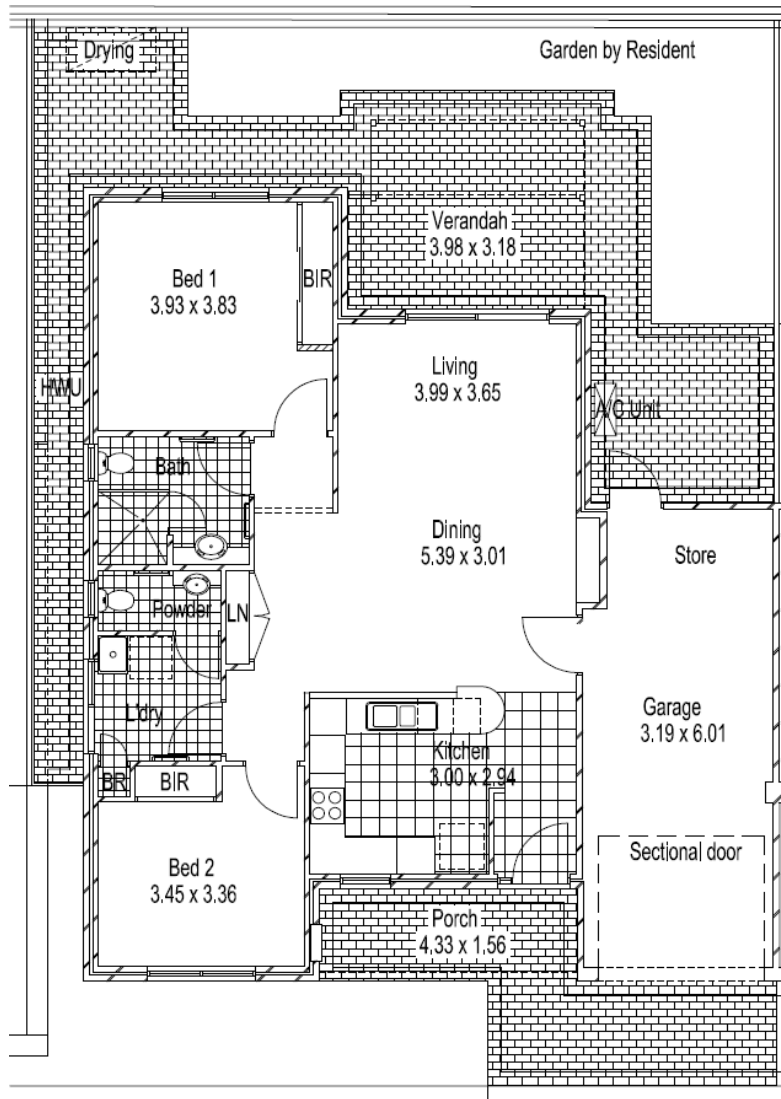 Drying
Garden by Resident
Verandah
3.98 x 3.18
Bed 1
3.93 x 3.83
BIR
Living
3.99 x 3.65
HWU
A/C Unit
Bath
Dining
5.39 x 3.01
Store
Powder
LN
L'dry
Garage
3.19 x 6.01
Kitchen
3.00 x 2.94
BR
BIR
Sectional door
Bed 2
3.45 x 3.36
Porch
4.33 x 1.56